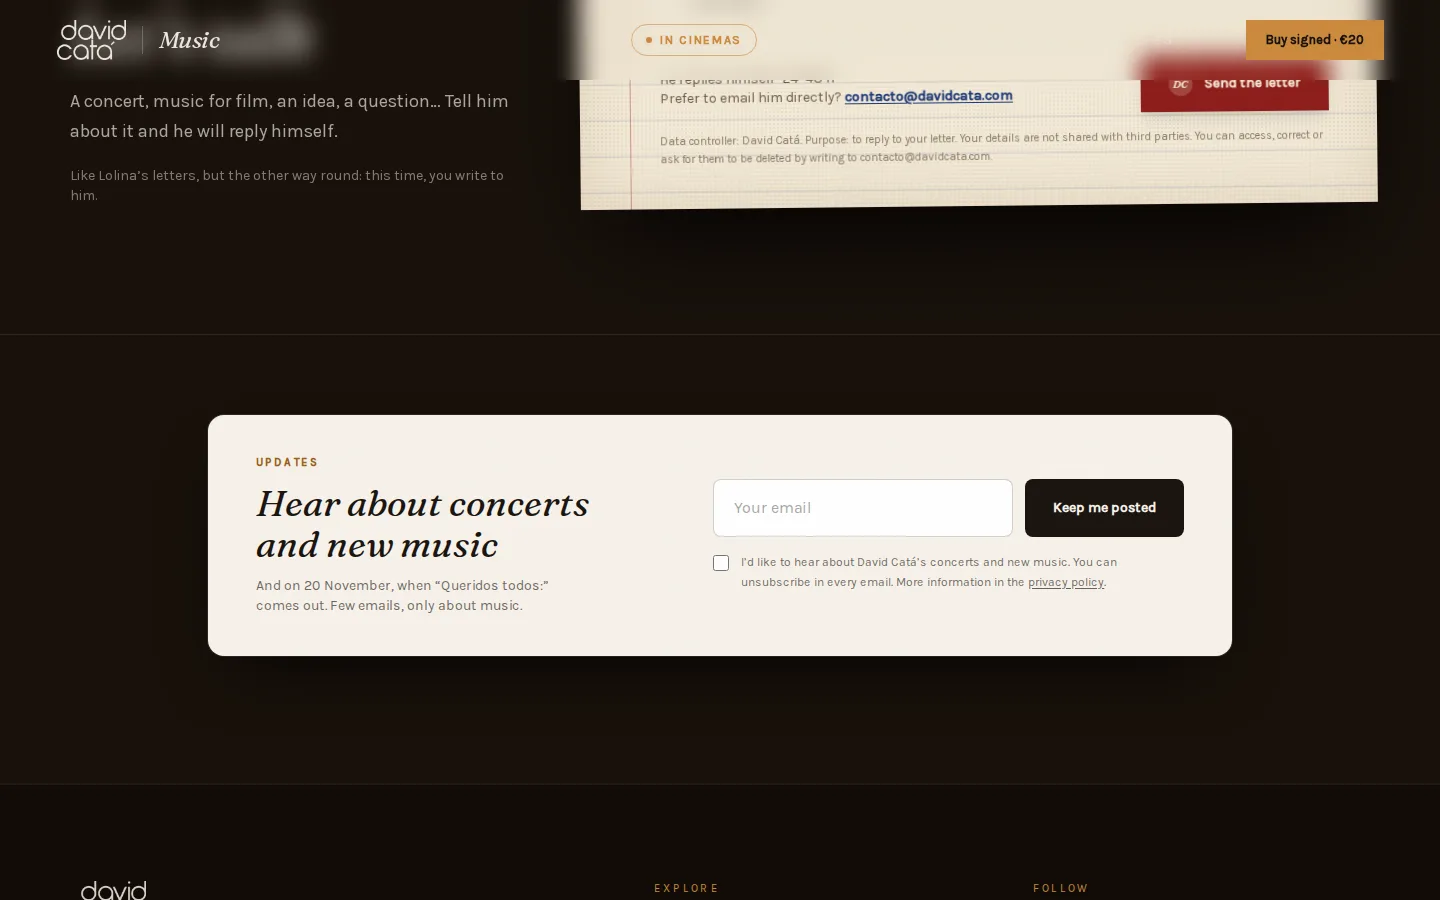 david
catá
Music
IN CINEMAS
Buy signed · €20
A concert, music for film, an idea, a question... Tell him
about it and he will reply himself.
Like Lolina's letters, but the other way round: this time, you write to
him.
He replies himself · 24–48 h
Prefer to email him directly? contacto@davidcata.com
DC Send the letter
Data controller: David Catá. Purpose: to reply to your letter. Your details are not shared with third parties. You can access, correct or
ask for them to be deleted by writing to contacto@davidcata.com.
UPDATES
Hear about concerts
and new music
And on 20 November, when “Queridos todos:”
comes out. Few emails, only about music.
Your email
Keep me posted
I'd like to hear about David Catá's concerts and new music. You can
unsubscribe in every email. More information in the privacy policy.
david
EXPLORE
FOLLOW